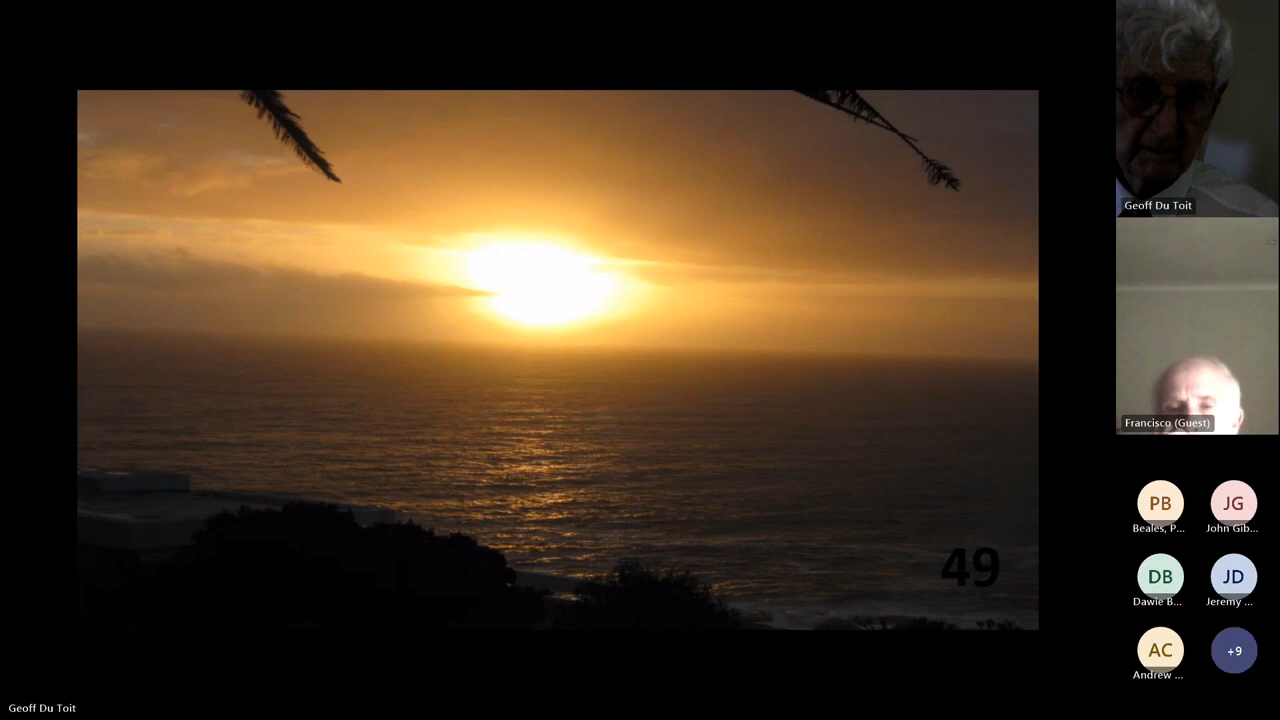 Geoff Du Toit
Francisco (Guest)
49
PB
JG
Beales, P...
John Gib...
DB
JD
Dawie B...
Jeremy ...
AC
+9
Andrew ...
Geoff Du Toit